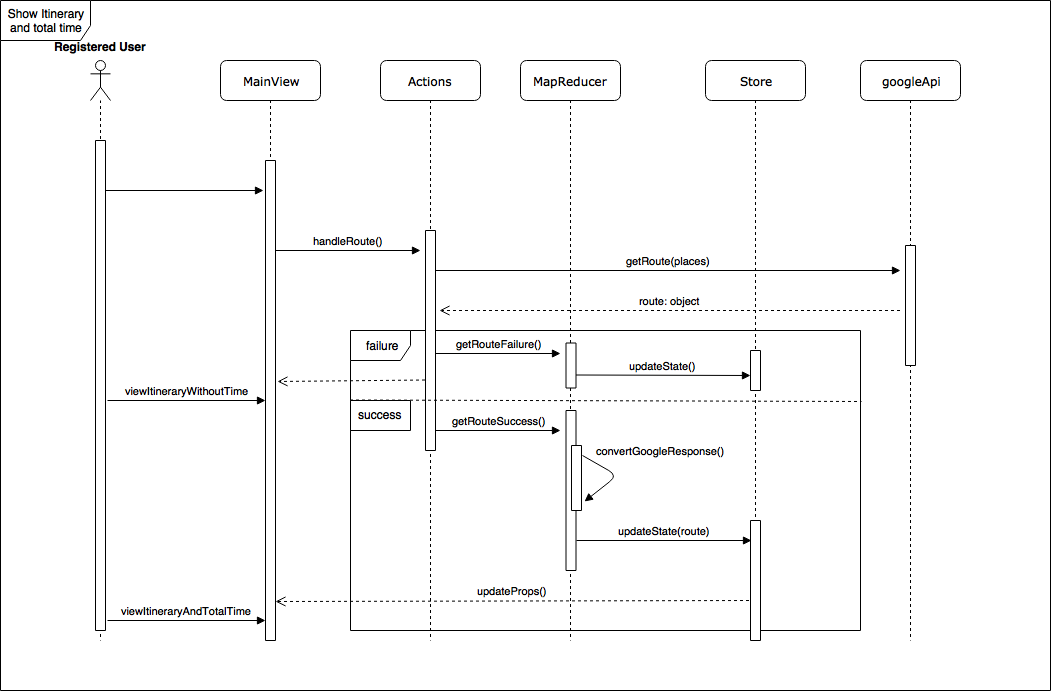 Show Itinerary
and total time
Registered User
MainView
Actions
MapReducer
Store
googleApi
handleRoute()
getRoute(places)
route: object
failure
getRouteFailure()
updateState()
viewItineraryWithoutTime
success
getRouteSuccess()
convertGoogleResponse()
updateState(route)
updateProps()
viewItineraryAndTotalTime